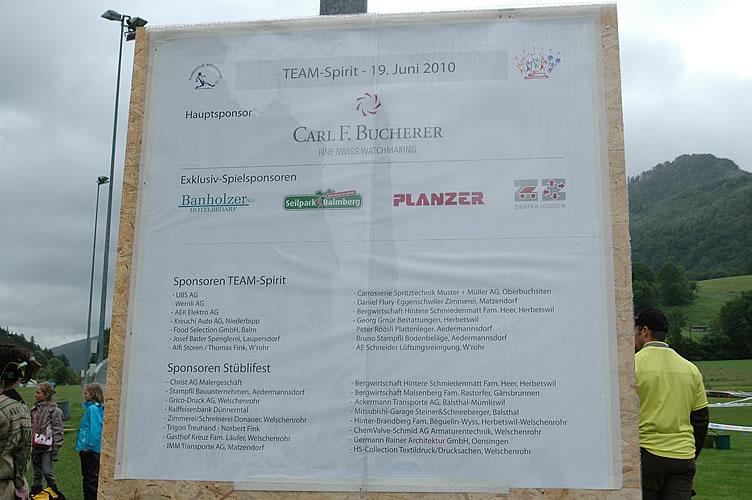 TEAM-Spirit - 19. Juni 2010
Hauptsponsor
CARL F. BUCHERER
FINE SWISS WATCHMAKING
Exklusiv-Spielsponsoren
Banholzer AG
HOTELBEDARF
Seilpark Balmberg
PLANZER
ZIBATRA LOGISTIK
Sponsoren TEAM-Spirit
- UBS AG
- Wernli AG
- AEK Elektro AG
- Kreuchi Auto AG, Niederbipp
- Food Selection GmbH, Balm
- Josef Bader Spenglerei, Laupersdorf
- Alfi Storen / Thomas Fink, W'rohr
- Carrosserie Spritztechnik Muster + Müller AG, Oberbuchsiten
- Daniel Flury-Eggenschwiler Zimmerei, Matzendorf
- Bergwirtschaft Hintere Schmiedenmatt Fam. Heer, Herbetswil
- Georg Gmür Bestattungen, Herbetswil
- Peter Röösli Plattenleger, Aedermannsdorf
- Bruno Stampfli Bodenbeläge, Aedermannsdorf
- AE Schneider Lüftungsreinigung, W'rohr
Sponsoren Stüblifest
- Christ AG Malergeschäft
- Stampfli Bauunternehmen, Aedermannsdorf
- Grico-Druck AG, Welschenrohr
- Raiffeisenbank Dünnerntal
- Zimmerei/Schreinerei Donauer, Welschenrohr
- Trigon Treuhand - Norbert Fink
- Gasthof Kreuz Fam. Läufer, Welschenrohr
- JMM Transporte AG, Matzendorf
- Bergwirtschaft Hintere Schmiedenmatt Fam. Heer, Herbetswil
- Bergwirtschaft Malsenberg Fam. Rastorfer, Gänsbrunnen
- Ackermann Transporte AG, Balsthal-Mümliswil
- Mitsubishi-Garage Steiner&Schneeberger, Balsthal
- Hinter-Brandberg Fam. Béguelin-Wyss, Herbetswil-Welschenrohr
- ChemValve-Schmid AG Armaturentechnik, Welschenrohr
- Germann Rainer Architektur GmbH, Oensingen
- HS-Collection Textildruck/Drucksachen, Welschenrohr